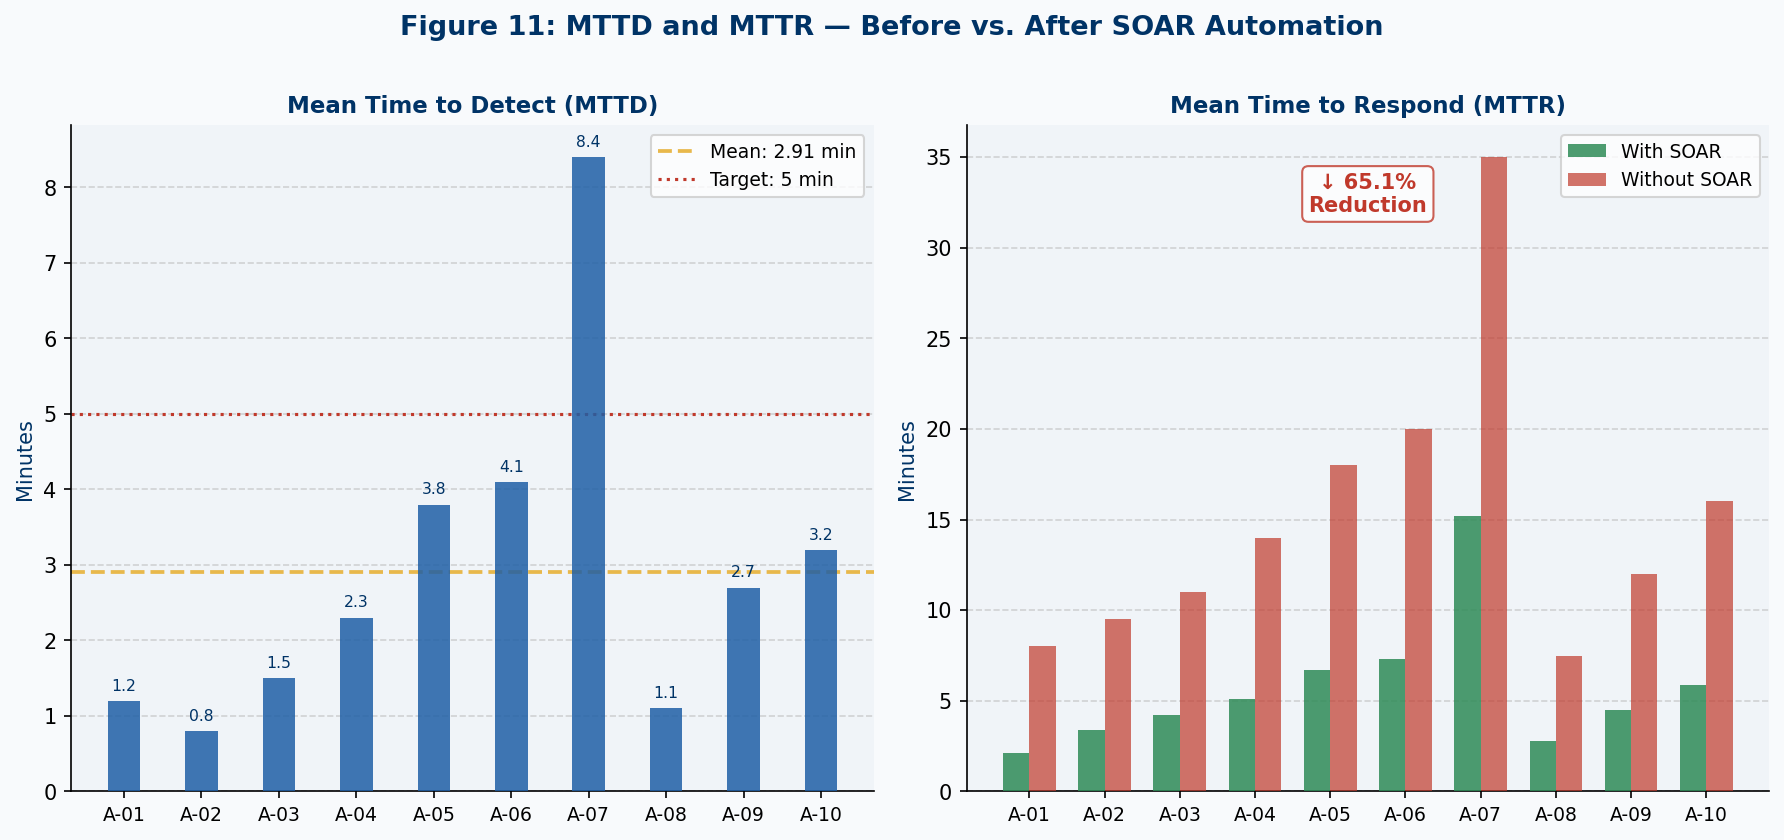 Figure 11: MTTD and MTTR — Before vs. After SOAR Automation
Mean Time to Detect (MTTD)
Minutes
8
7
6
5
4
3
2
1
0
Mean: 2.91 min
Target: 5 min
1.2
0.8
1.5
2.3
3.8
4.1
8.4
1.1
2.7
3.2
A-01 A-02 A-03 A-04 A-05 A-06 A-07 A-08 A-09 A-10
Mean Time to Respond (MTTR)
Minutes
35
30
25
20
15
10
5
0
↓ 65.1%
Reduction
With SOAR
Without SOAR
A-01 A-02 A-03 A-04 A-05 A-06 A-07 A-08 A-09 A-10